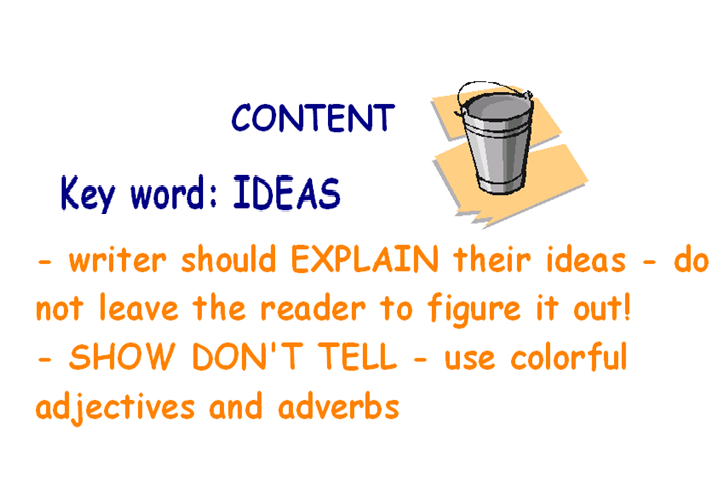 CONTENT
Key word: IDEAS
- writer should EXPLAIN their ideas - do
not leave the reader to figure it out!
- SHOW DON'T TELL - use colorful
adjectives and adverbs